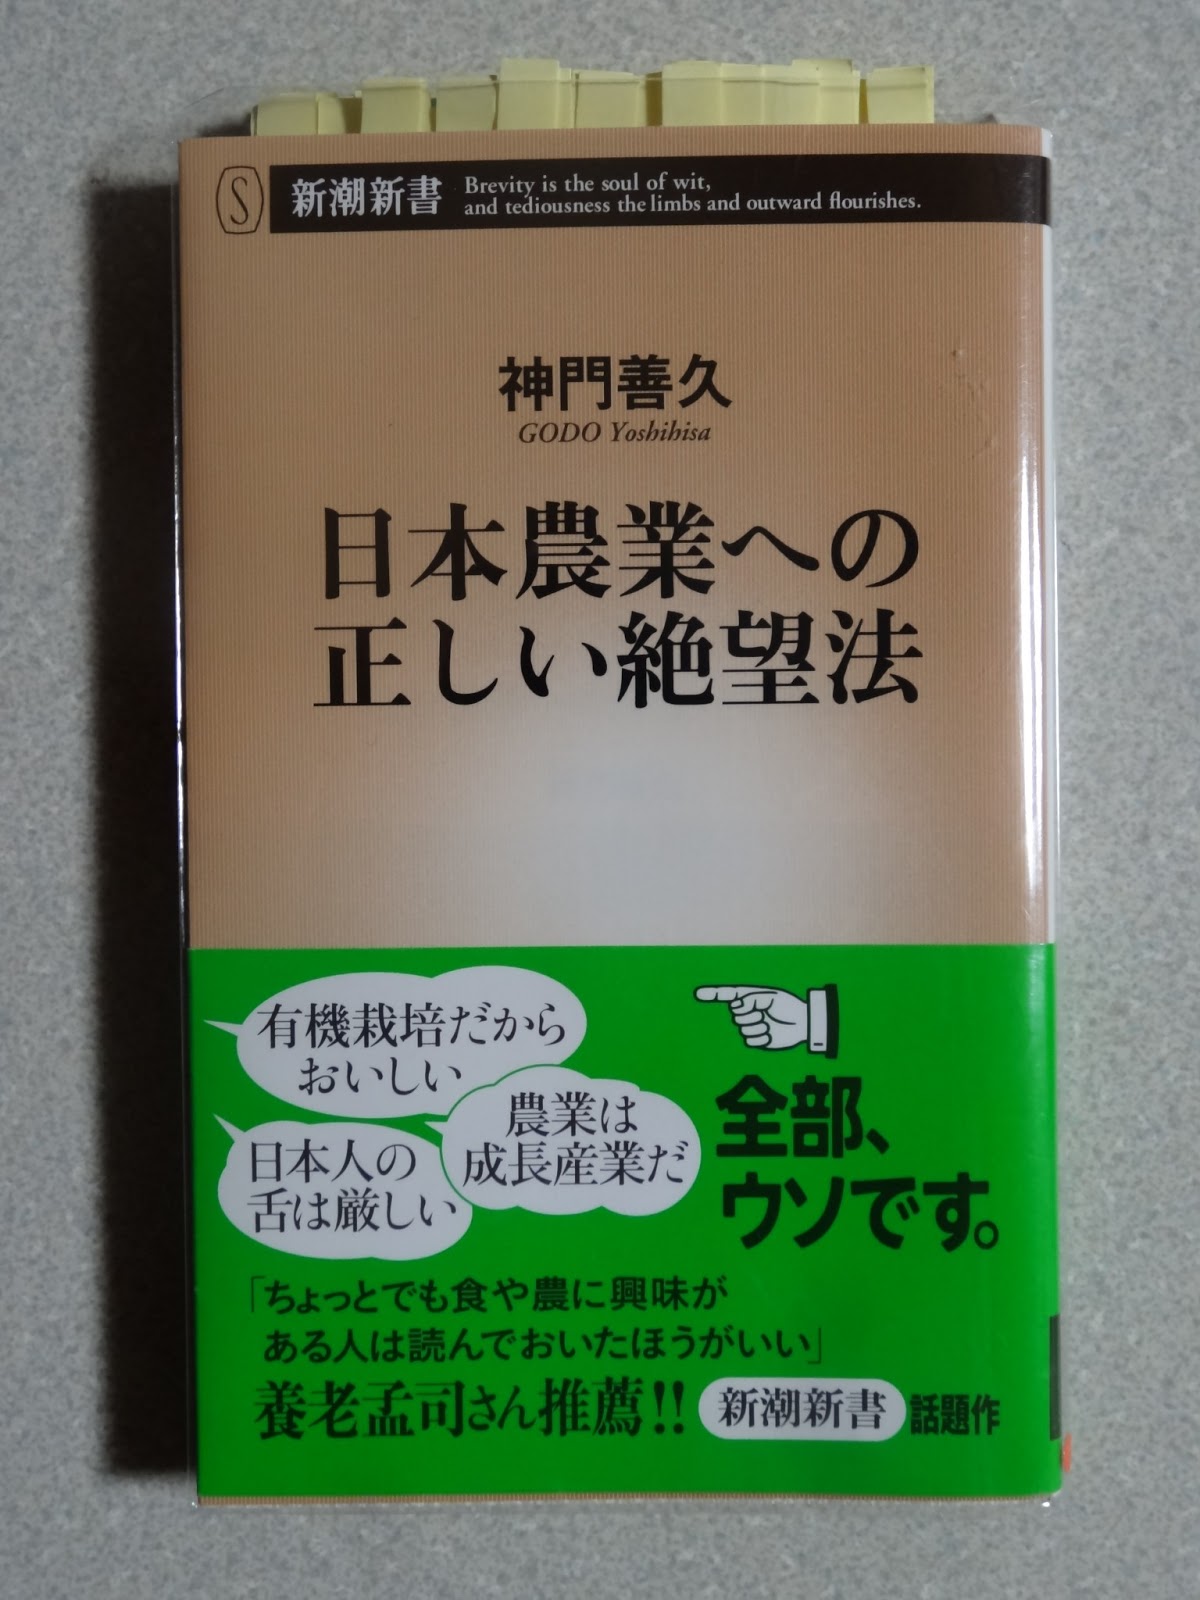 S
新潮新書
Brevity is the soul of wit,
and tediousness the limbs and outward flourishes.
神門善久
GODO Yoshihisa
日本農業への
正しい絶望法
有機栽培だから
おいしい
農業は
成長産業だ
日本人の
舌は厳しい
全部、
ウソです。
「ちょっとでも食や農に興味が
ある人は読んでおいたほうがいい」
養老孟司さん推薦!!
新潮新書
話題作